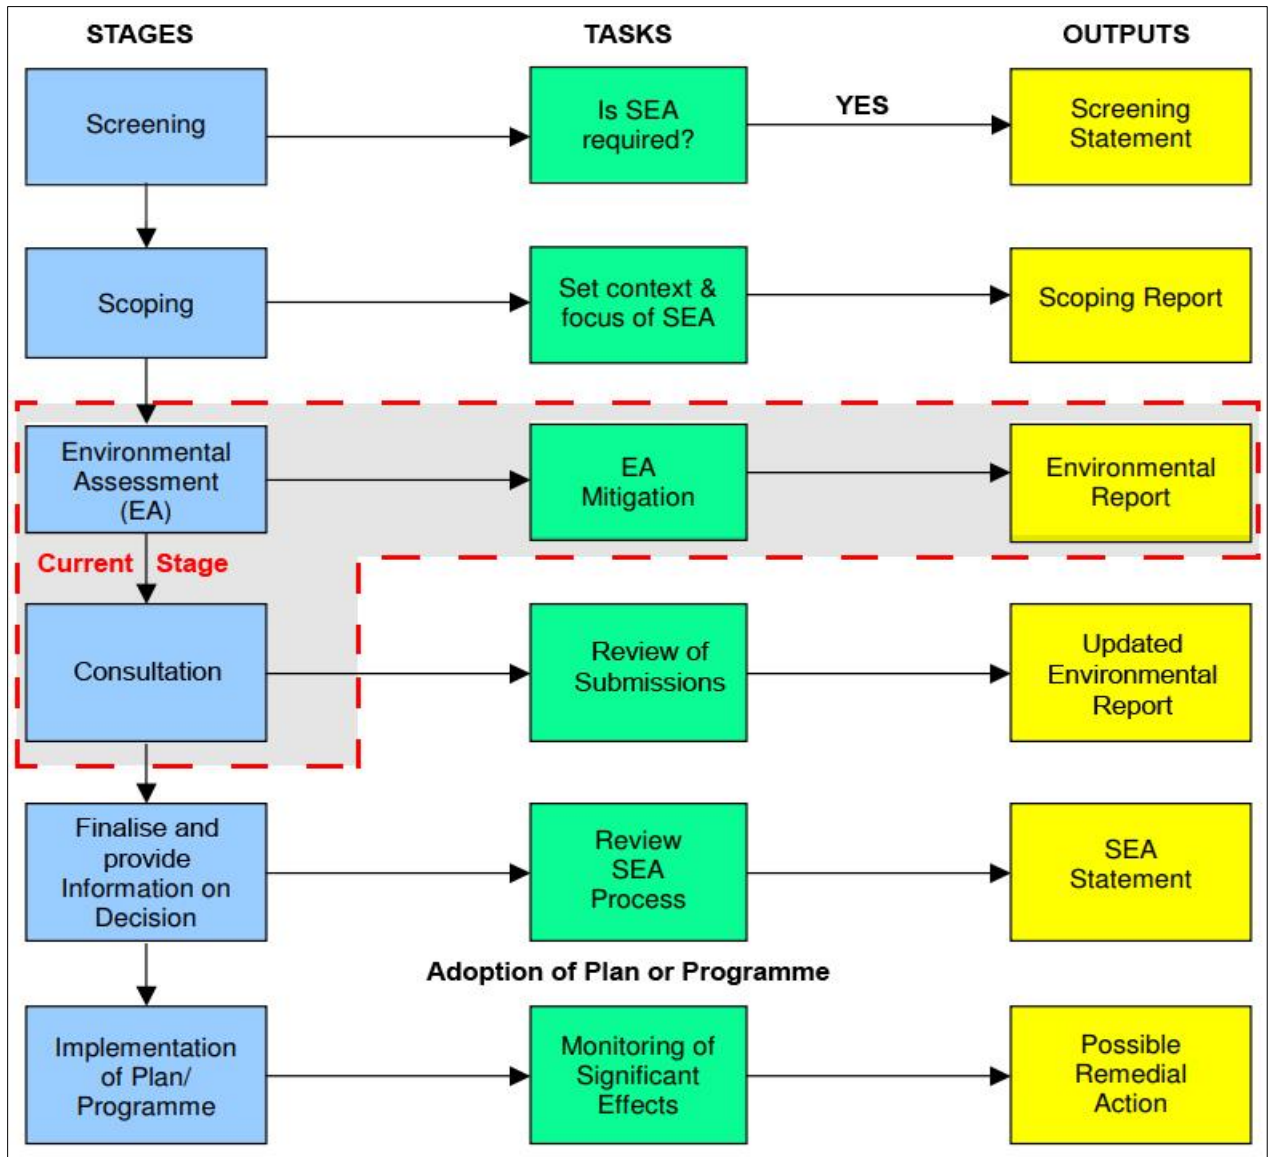 STAGES
TASKS
OUTPUTS
Screening
Is SEA
required?
YES
Screening
Statement
Scoping
Set context &
focus of SEA
Scoping Report
Environmental
Assessment
(EA)
EA
Mitigation
Environmental
Report
Current Stage
Consultation
Review of
Submissions
Updated
Environmental
Report
Finalise and
provide
Information on
Decision
Review
SEA
Process
SEA
Statement
Adoption of Plan or Programme
Implementation
of Plan/
Programme
Monitoring of
Significant
Effects
Possible
Remedial
Action